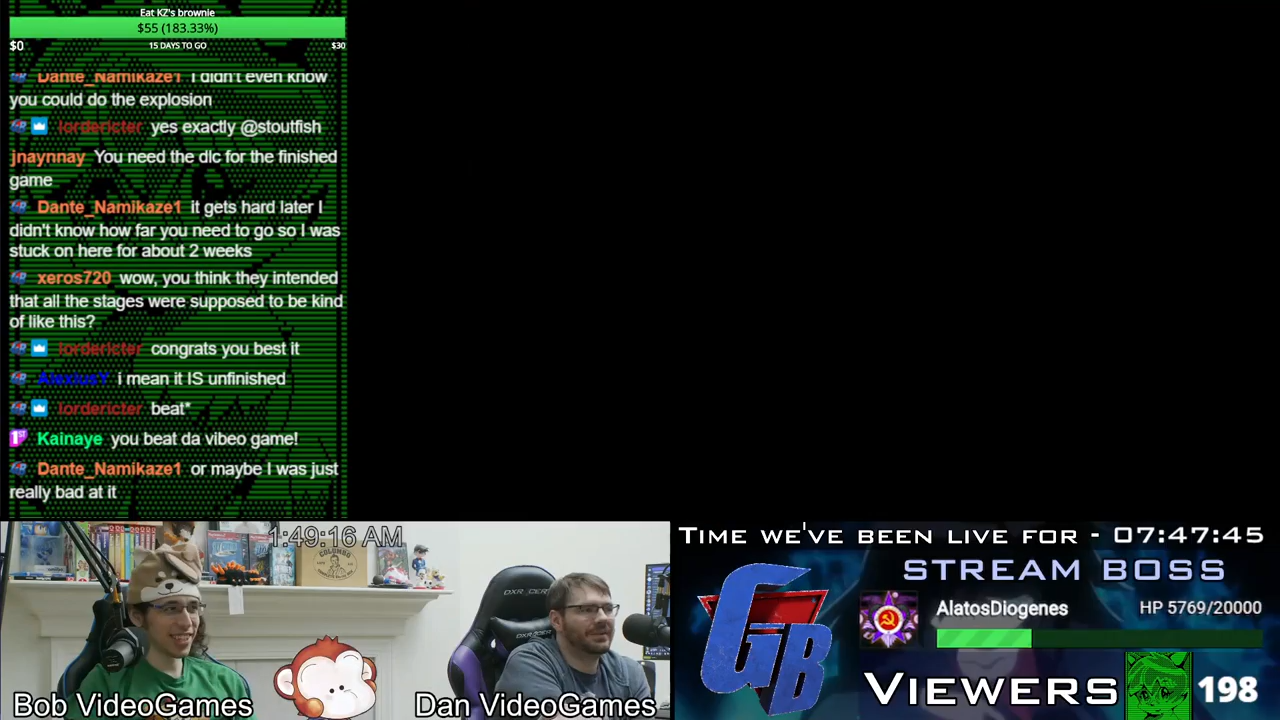 Eat KZ's brownie
$55 (183.33%)
$0 15 DAYS TO GO $30
Dante_Namikaze1 I didn't even know
you could do the explosion
lordericter yes exactly @stoutfish
jnaynnay You need the dlc for the finished
game
Dante_Namikaze1 it gets hard later I
didn't know how far you need to go so I was
stuck on here for about 2 weeks
xeros720 wow, you think they intended
that all the stages were supposed to be kind
of like this?
lordericter congrats you best it
i mean it IS unfinished
lordericter beat*
1ST Kainaye you beat da vibeo game!
Dante_Namikaze1 or maybe I was just
really bad at it
1:49:16 AM
COLOMBO
DXRACER
DXRACER
Bob VideoGames
Dan VideoGames
TIME WE'VE BEEN LIVE FOR - 07:47:45
STREAM BOSS
AlatosDiogenes HP 5769/20000
GB
VIEWERS 198